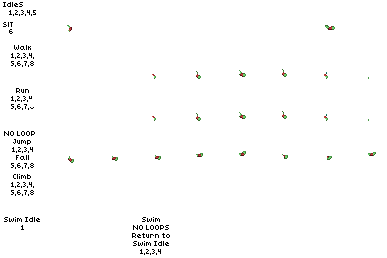 IdleS
1,2,3,4,5
SIT
6
Walk
1,2,3,4,
5,6,7,8
Run
1,2,3,4
5,6,7,
NO LOOP
Jump
1,2,3,4
Fall
5,6,7,8
Climb
1,2,3,4,
5,6,7,8
Swim Idle
1
Swim
NO LOOPS
Return to
Swim Idle
1,2,3,4